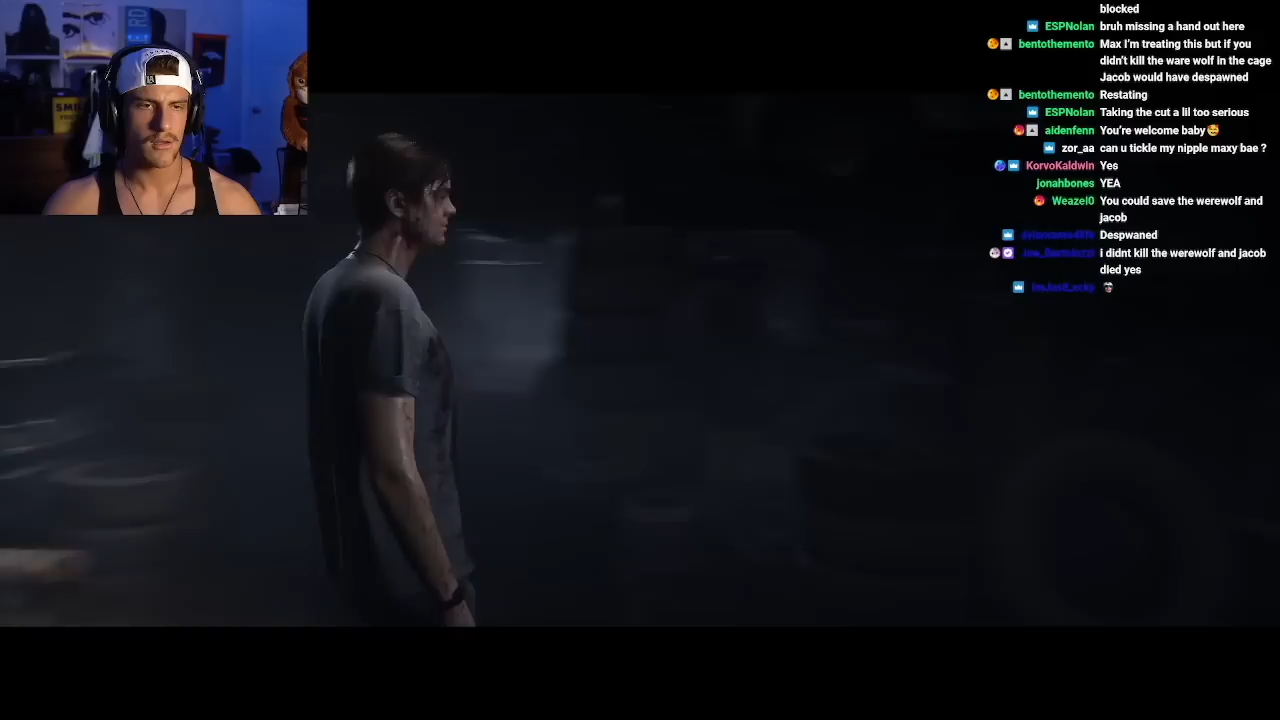 blocked
ESPNolan bruh missing a hand out here
bentothemento Max I'm treating this but if you
didn't kill the ware wolf in the cage
Jacob would have despawned
bentothemento Restating
ESPNolan Taking the cut a lil too serious
aidenfenn You're welcome baby🥰
zor_aa can u tickle my nipple maxy bae ?
KorvoKaldwin Yes
jonahbones YEA
Weazel0 You could save the werewolf and
jacob
Despwaned
i didnt kill the werewolf and jacob
died yes
SMIL